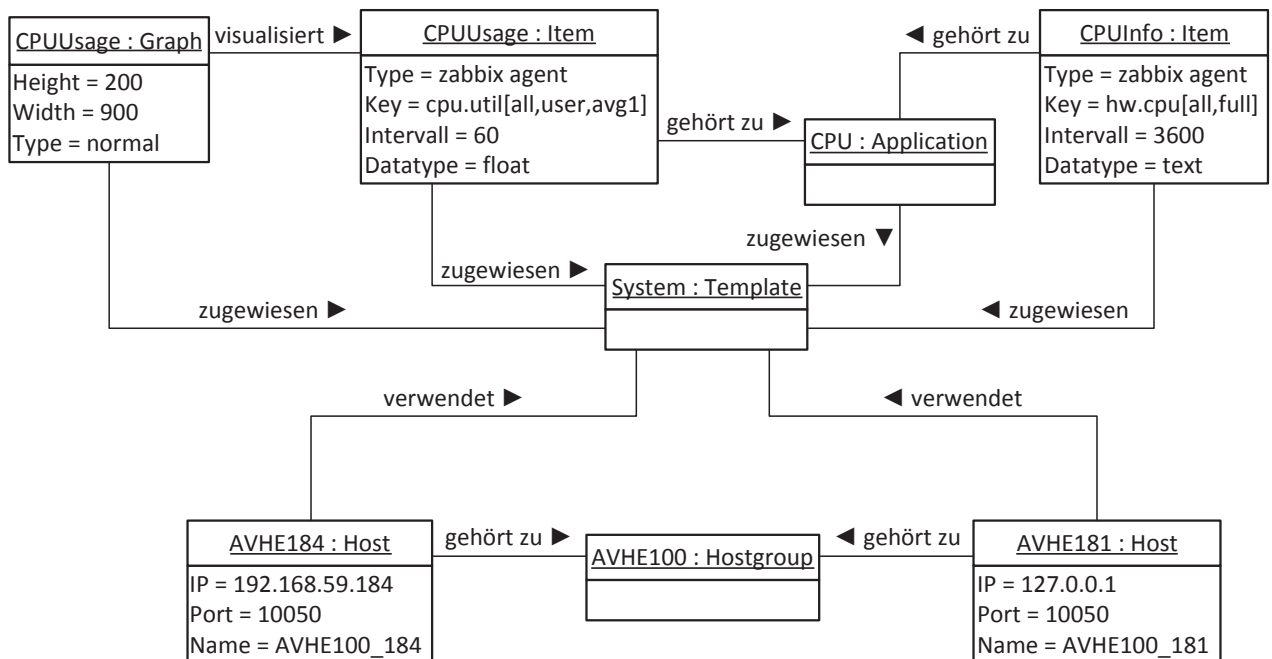 CPUUsage : Graph
Height = 200
Width = 900
Type = normal
visualisiert ►
CPUUsage : Item
Type = zabbix agent
Key = cpu.util[all,user,avg1]
Intervall = 60
Datatype = float
gehört zu ►
◄ gehört zu
CPUInfo : Item
Type = zabbix agent
Key = hw.cpu[all,full]
Intervall = 3600
Datatype = text
CPU : Application
zugewiesen ▼
zugewiesen ►
System : Template
zugewiesen ►
◄ zugewiesen
verwendet ►
◄ verwendet
AVHE184 : Host
IP = 192.168.59.184
Port = 10050
Name = AVHE100_184
gehört zu ►
AVHE100 : Hostgroup
◄ gehört zu
AVHE181 : Host
IP = 127.0.0.1
Port = 10050
Name = AVHE100_181